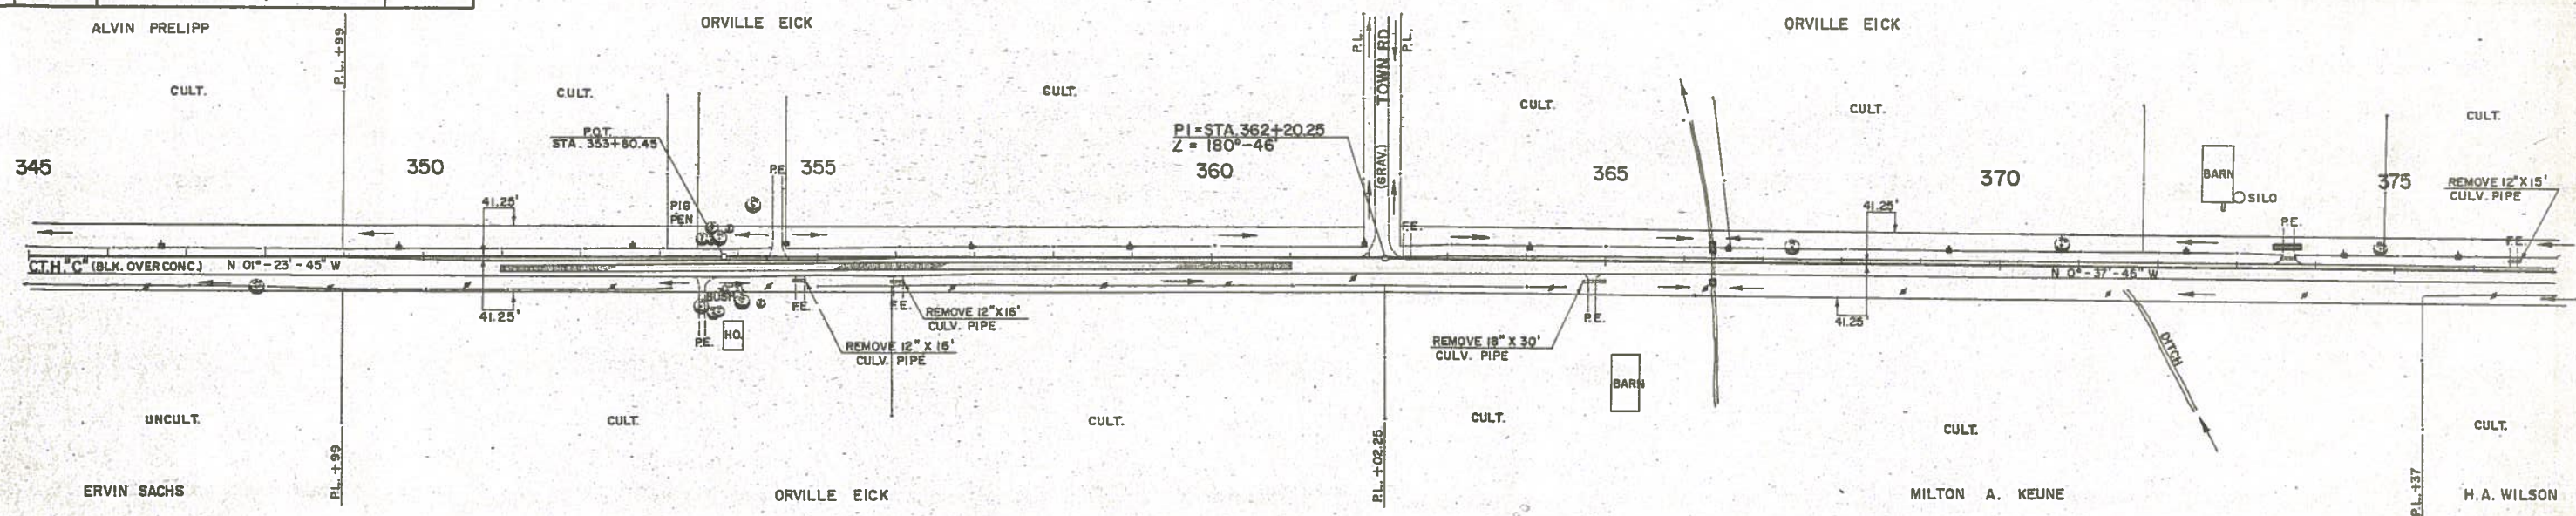 ALVIN PRELIPP
ORVILLE EICK
ORVILLE EICK
P.L. +99
P.L.
TOWN RD.
P.L.
(GRAV.)
CULT.
CULT.
CULT.
CULT.
CULT.
CULT.
P.O.T.
STA. 353+80.45
PI = STA. 362+20.25
∠ = 180°-46'
345
350
355
360
365
370
375
P.E.
BARN
SILO
REMOVE 12"X15'
CULV. PIPE
41.25'
PIG
PEN
41.25'
F.E.
P.E.
F.E.
C.T.H. "C" (BLK. OVER CONC.) N 01°-23'-45" W
N 0°-37'-45" W
41.25'
BUSH
P.E.
HO.
F.E.
F.E.
REMOVE 12"X16'
CULV. PIPE
REMOVE 12" X 16'
CULV. PIPE
REMOVE 18" X 30'
CULV. PIPE
P.E.
BARN
41.25'
DITCH
UNCULT.
CULT.
CULT.
CULT.
CULT.
CULT.
P.L. +99
P.L. +02.25
P.L. +37
ERVIN SACHS
ORVILLE EICK
MILTON A. KEUNE
H.A. WILSON